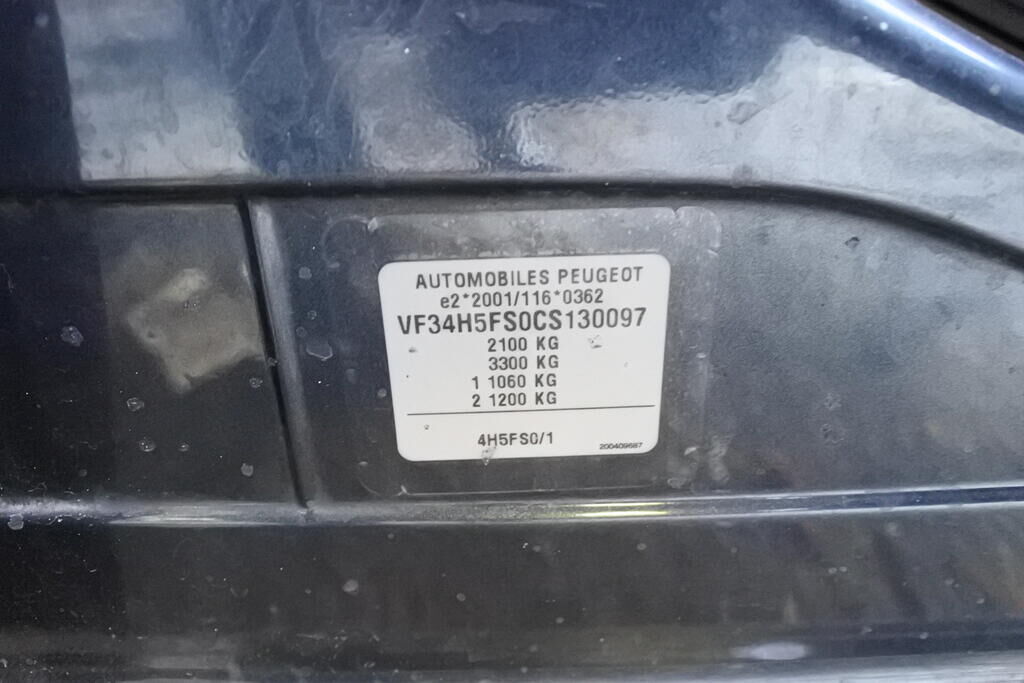 AUTOMOBILES PEUGEOT
e2*2001/116*0362
VF34H5FS0CS130097
2100 KG
3300 KG
1 1060 KG
2 1200 KG
4H5FS0/1
200409687